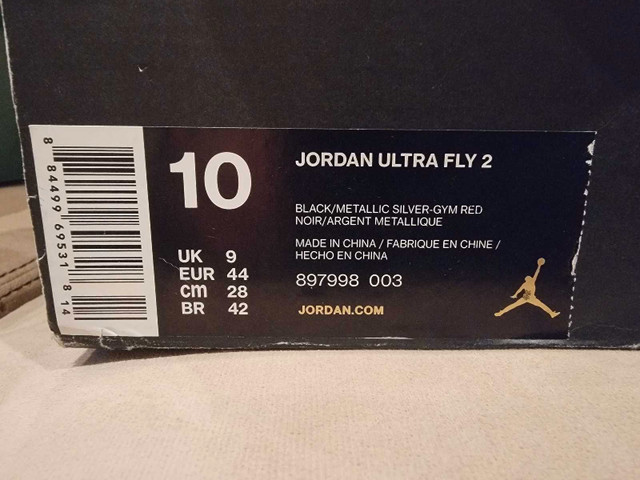 8 84499 69531 8 14
10
UK 9
EUR 44
cm 28
BR 42
JORDAN ULTRA FLY 2
BLACK/METALLIC SILVER-GYM RED
NOIR/ARGENT METALLIQUE
MADE IN CHINA / FABRIQUE EN CHINE /
HECHO EN CHINA
897998 003
JORDAN.COM